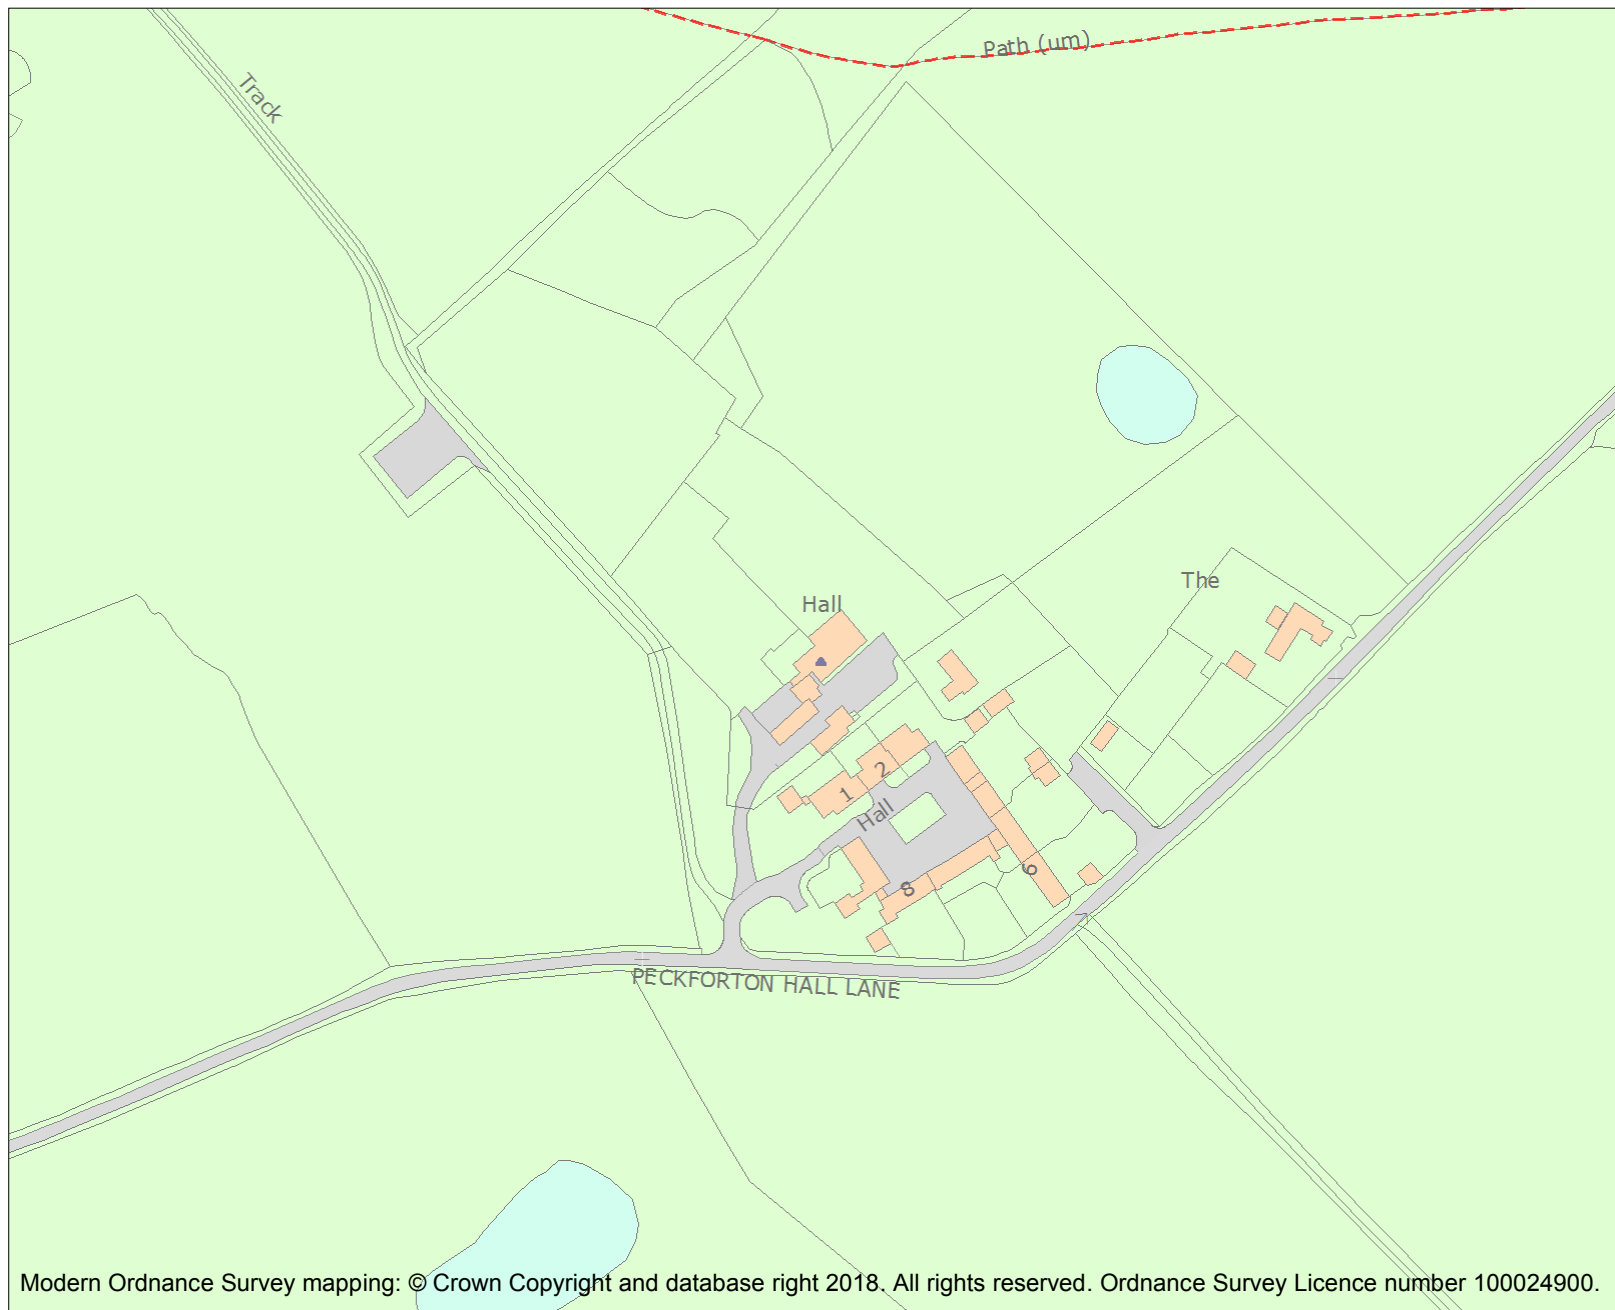 Path (um)
Track
The
Hall
2
1
Hall
6
8
PECKFORTON HALL LANE
Modern Ordnance Survey mapping: © Crown Copyright and database right 2018. All rights reserved. Ordnance Survey Licence number 100024900.